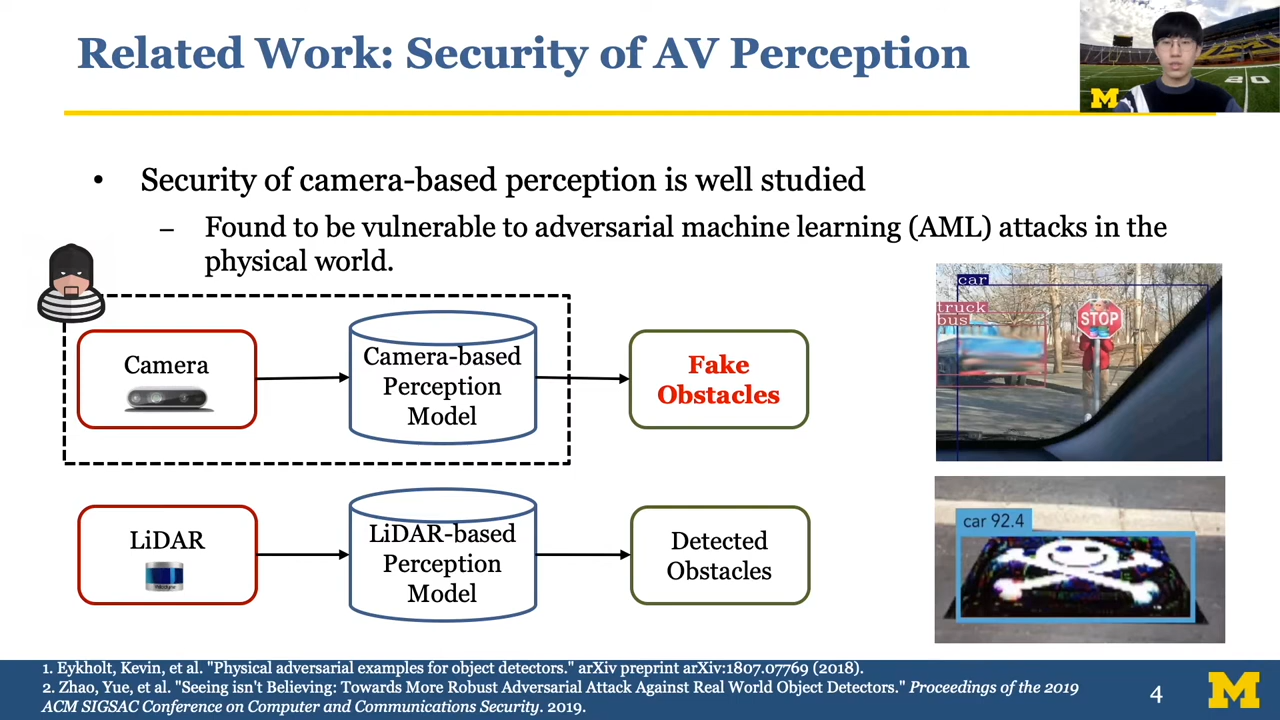 Related Work: Security of AV Perception
M
20
• Security of camera-based perception is well studied
– Found to be vulnerable to adversarial machine learning (AML) attacks in the
physical world.
Camera
Camera-based
Perception
Model
Fake
Obstacles
car
truck
bus
STOP
LiDAR
LiDAR-based
Perception
Model
Detected
Obstacles
car 92.4
1. Eykholt, Kevin, et al. "Physical adversarial examples for object detectors." arXiv preprint arXiv:1807.07769 (2018).
2. Zhao, Yue, et al. "Seeing isn't Believing: Towards More Robust Adversarial Attack Against Real World Object Detectors." Proceedings of the 2019
ACM SIGSAC Conference on Computer and Communications Security. 2019.
4
M